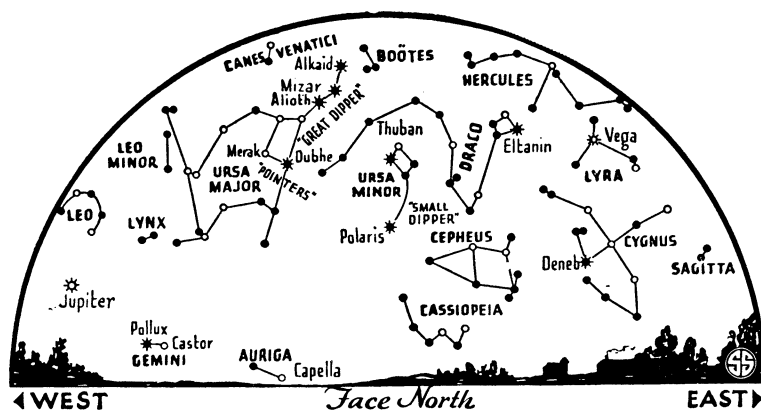 CANES VENATICI
BOÖTES
Alkaid
HERCULES
Mizar
Alioth
"GREAT DIPPER"
LEO
MINOR
Merak
Dubhe
Thuban
DRACO
Eltanin
Vega
URSA
MAJOR
"POINTERS"
URSA
MINOR
LYRA
LEO
LYNX
"SMALL
DIPPER"
Polaris
CEPHEUS
CYGNUS
Deneb
SAGITTA
Jupiter
CASSIOPEIA
Pollux
Castor
GEMINI
AURIGA
Capella
WEST
Face North
EAST